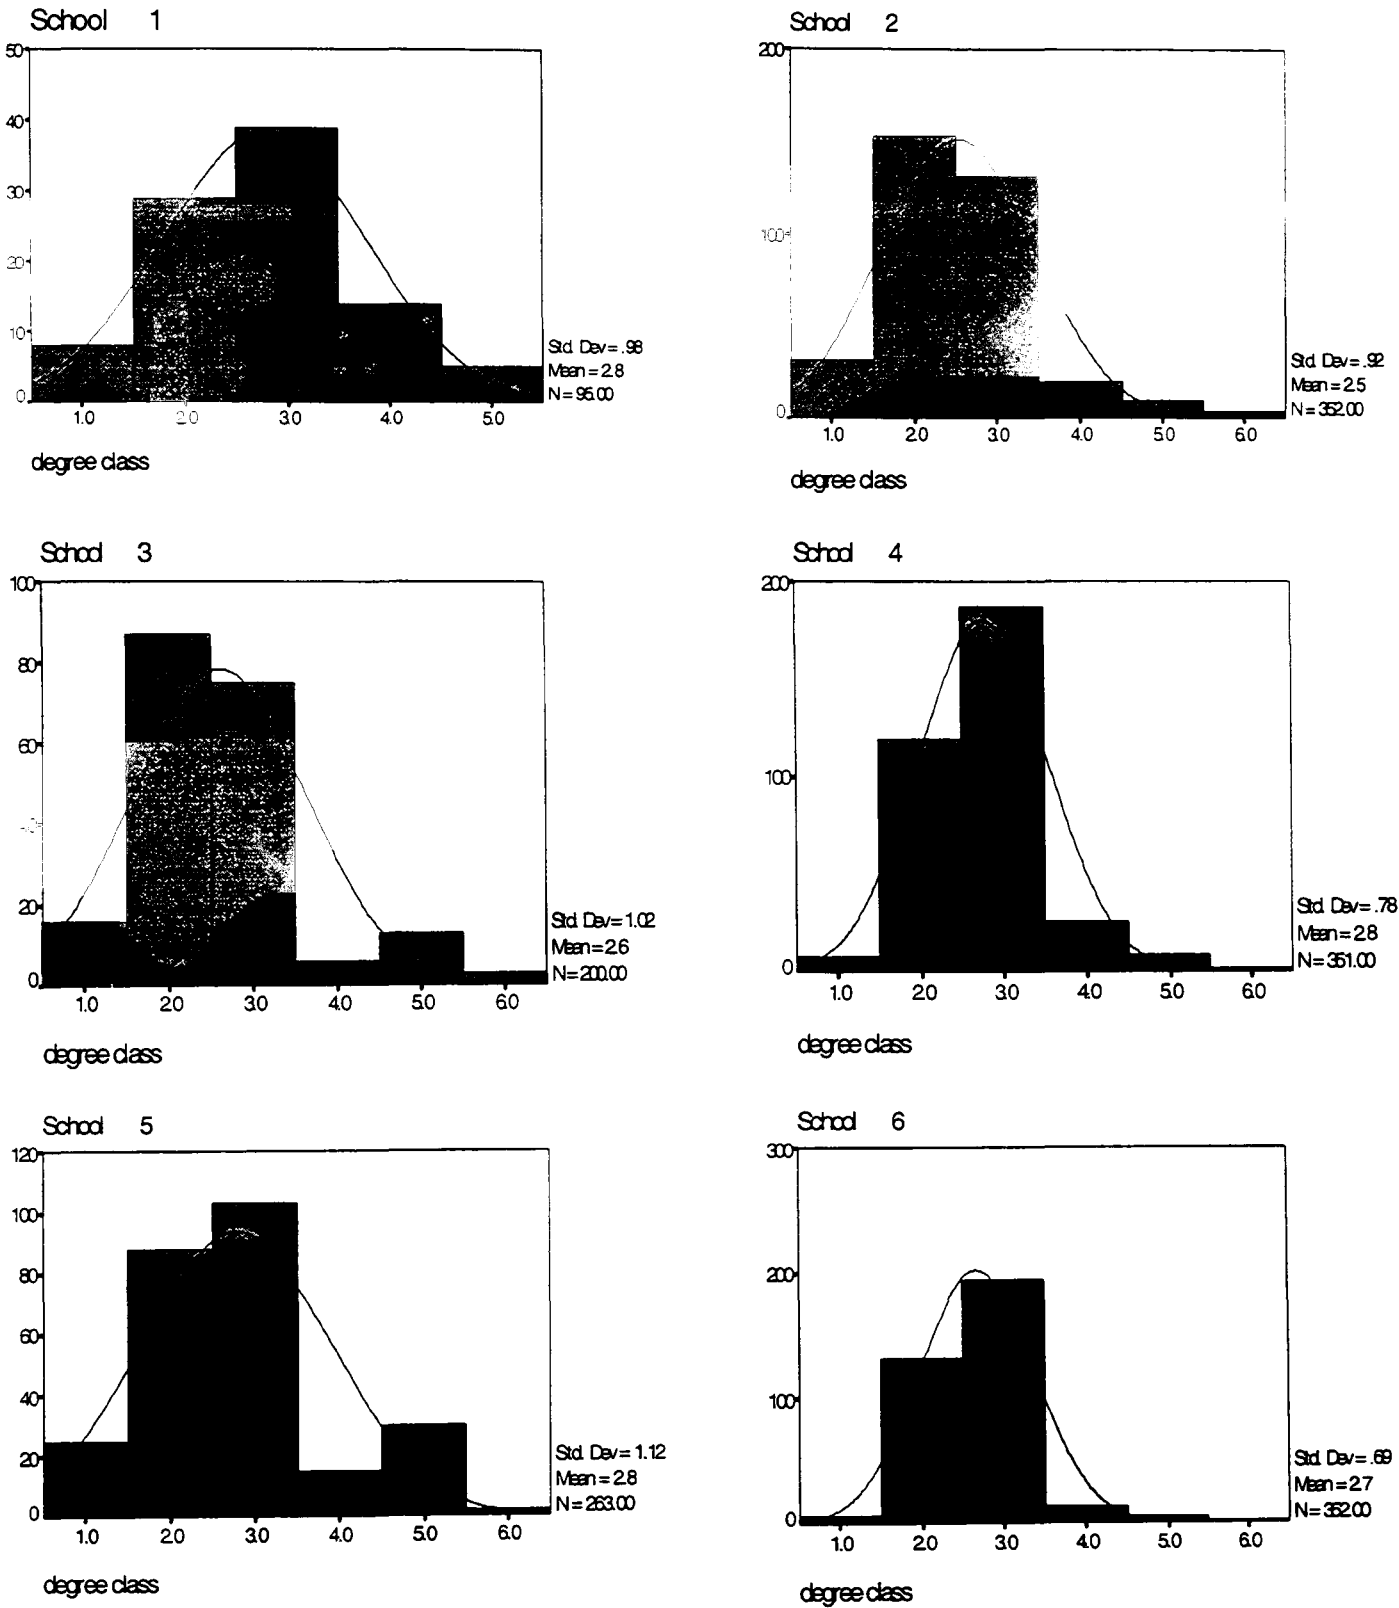 School 1
50
40
30
20
10
0
1.0 2.0 3.0 4.0 5.0
Std. Dev = .98
Mean = 2.8
N = 95.00
degree class
School 2
200
100
0
1.0 2.0 3.0 4.0 5.0 6.0
Std. Dev = .92
Mean = 2.5
N = 352.00
degree class
School 3
100
80
60
20
0
1.0 2.0 3.0 4.0 5.0 6.0
Std. Dev = 1.02
Mean = 2.6
N = 200.00
degree class
School 4
200
100
0
1.0 2.0 3.0 4.0 5.0 6.0
Std. Dev = .78
Mean = 2.8
N = 351.00
degree class
School 5
120
100
80
60
40
20
0
1.0 2.0 3.0 4.0 5.0 6.0
Std. Dev = 1.12
Mean = 2.8
N = 263.00
degree class
School 6
300
200
100
0
1.0 2.0 3.0 4.0 5.0 6.0
Std. Dev = .69
Mean = 2.7
N = 352.00
degree class